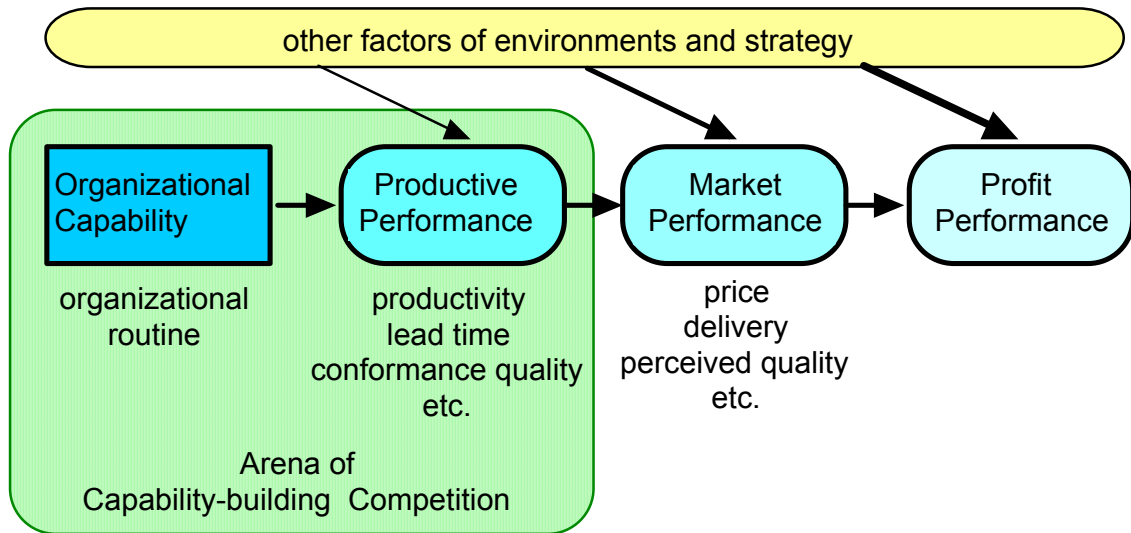 other factors of environments and strategy
Organizational
Capability
Productive
Performance
Market
Performance
Profit
Performance
organizational
routine
productivity
lead time
conformance quality
etc.
price
delivery
perceived quality
etc.
Arena of
Capability-building Competition